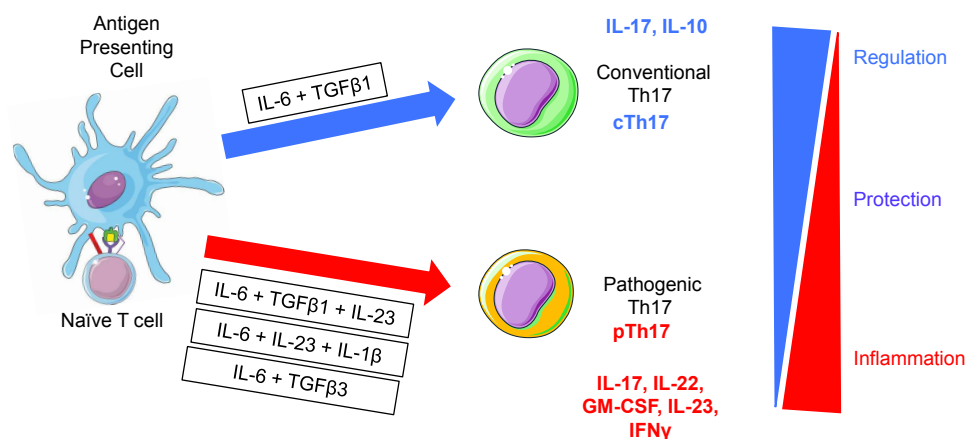 Antigen
Presenting
Cell
Naïve T cell
IL-6 + TGFβ1
IL-6 + TGFβ1 + IL-23
IL-6 + IL-23 + IL-1β
IL-6 + TGFβ3
IL-17, IL-10
Conventional
Th17
cTh17
Pathogenic
Th17
pTh17
IL-17, IL-22,
GM-CSF, IL-23,
IFNγ
Regulation
Protection
Inflammation